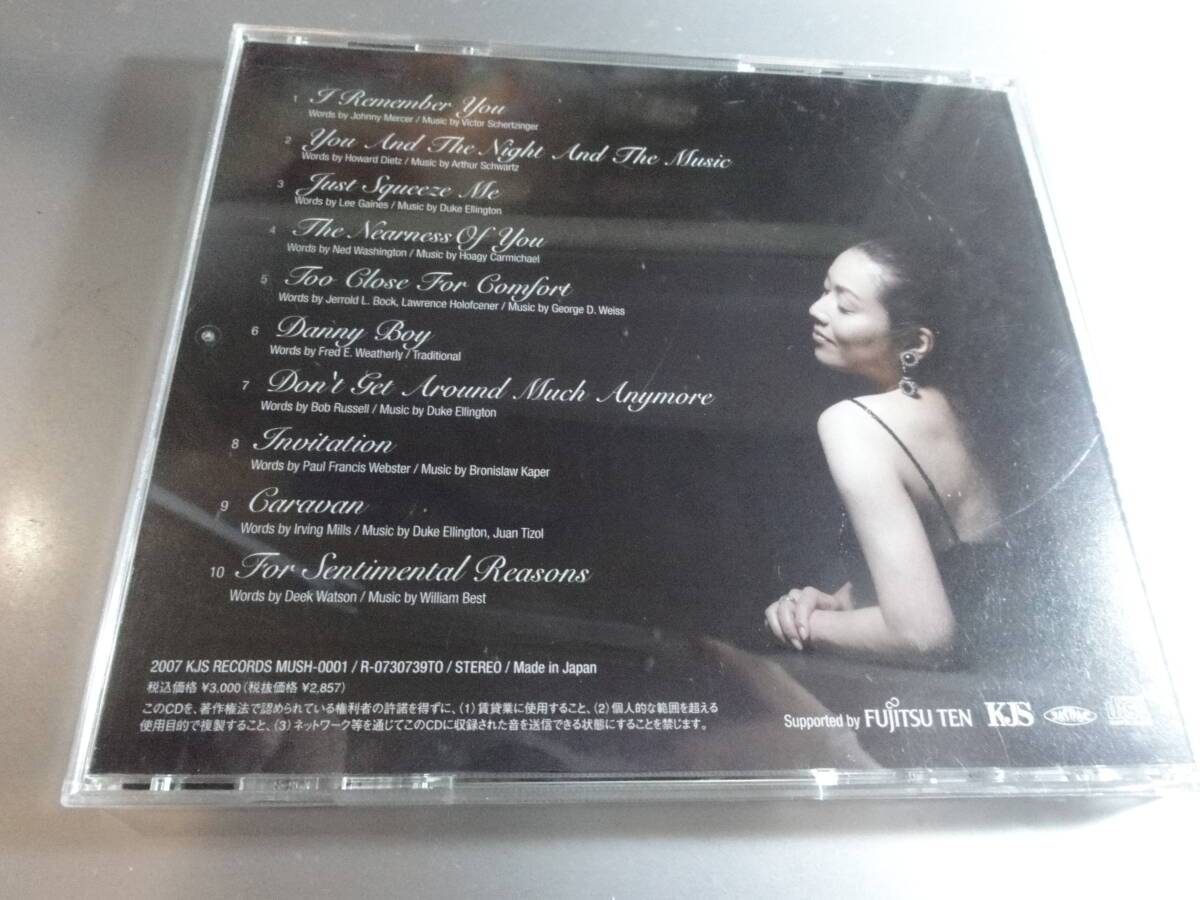 1 I Remember You
Words by Johnny Mercer / Music by Victor Schertzinger
2 You And The Night And The Music
Words by Howard Dietz / Music by Arthur Schwartz
3 Just Squeeze Me
Words by Lee Gaines / Music by Duke Ellington
4 The Nearness Of You
Words by Ned Washington / Music by Hoagy Carmichael
5 Too Close For Comfort
Words by Jerrold L. Bock, Lawrence Holofcener / Music by George D. Weiss
6 Danny Boy
Words by Fred E. Weatherly / Traditional
7 Don't Get Around Much Anymore
Words by Bob Russell / Music by Duke Ellington
8 Invitation
Words by Paul Francis Webster / Music by Bronislaw Kaper
9 Caravan
Words by Irving Mills / Music by Duke Ellington, Juan Tizol
10 For Sentimental Reasons
Words by Deek Watson / Music by William Best
2007 KJS RECORDS MUSH-0001 / R-0730739TO / STEREO / Made in Japan
税込価格 ¥3,000(税抜価格 ¥2,857)
このCDを、著作権法で認められている権利者の許諾を得ずに、(1)賃貸業に使用すること、(2)個人的な範囲を超える
使用目的で複製すること、(3)ネットワーク等を通じてこのCDに収録された音を送信できる状態にすることを禁じます。
Supported by FUJITSU TEN KJS